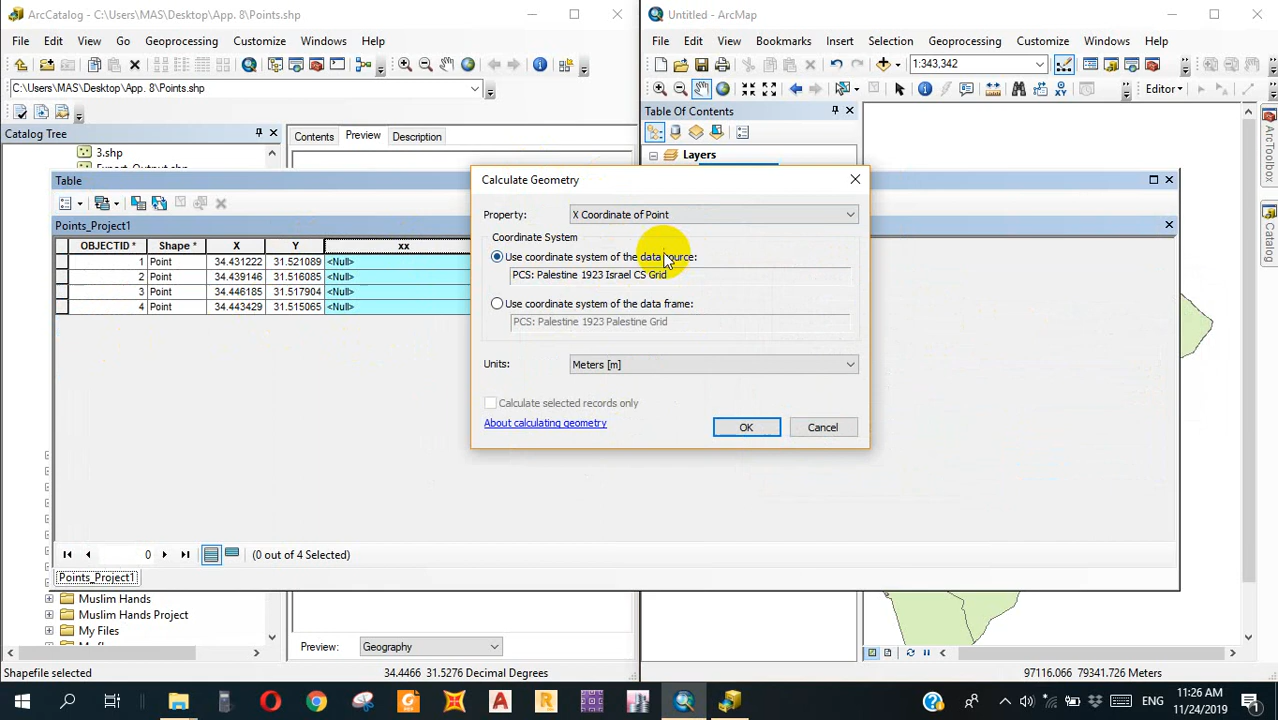 ArcCatalog - C:\Users\MAS\Desktop\App. 8\Points.shp
File Edit View Go Geoprocessing Customize Windows Help
C:\Users\MAS\Desktop\App. 8\Points.shp
Catalog Tree
3.shp
Contents Preview Description
Untitled - ArcMap
File Edit View Bookmarks Insert Selection Geoprocessing Customize Windows Help
1:343,342
Editor
Table Of Contents
Layers
ArcToolbox
Catalog
Table
Points_Project1
OBJECTID * Shape * X Y xx
1 Point 34.431222 31.521089 <Null>
2 Point 34.439146 31.516085 <Null>
3 Point 34.446185 31.517904 <Null>
4 Point 34.443429 31.515065 <Null>
Calculate Geometry
Property: X Coordinate of Point
Coordinate System
Use coordinate system of the data source:
PCS: Palestine 1923 Israel CS Grid
Use coordinate system of the data frame:
PCS: Palestine 1923 Palestine Grid
Units: Meters [m]
Calculate selected records only
About calculating geometry
OK Cancel
0 (0 out of 4 Selected)
Points_Project1
Muslim Hands
Muslim Hands Project
My Files
Preview: Geography
Shapefile selected 34.4466 31.5276 Decimal Degrees
97116.066 79341.726 Meters
ENG
11:26 AM
11/24/2019